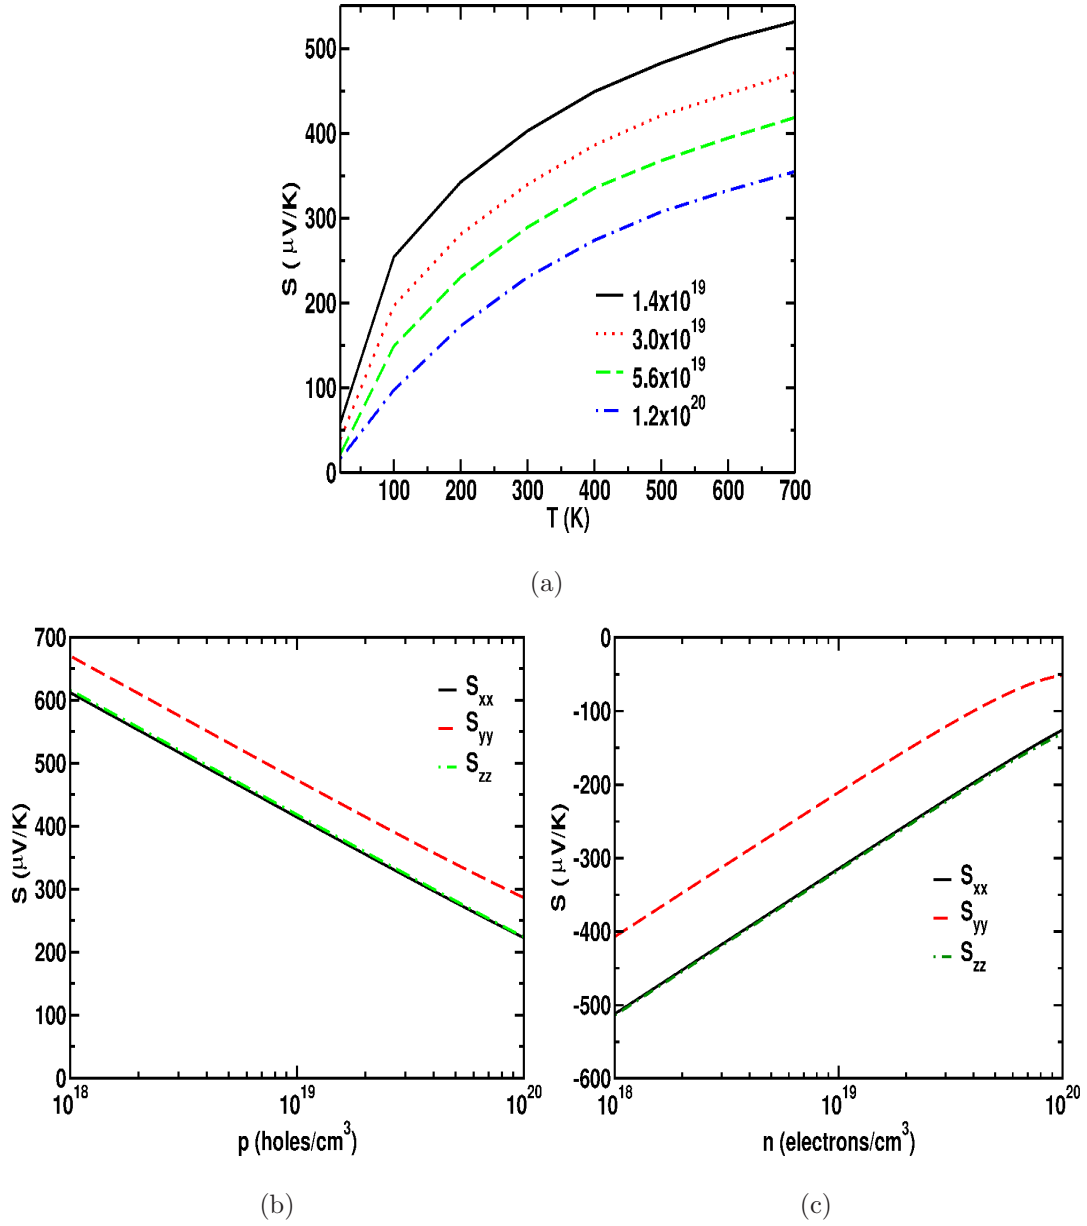 500
400
300
200
100
0
S ( μV/K)
1.4x10^19
3.0x10^19
5.6x10^19
1.2x10^20
100 200 300 400 500 600 700
T (K)
(a)
700
600
500
400
300
200
100
0
S (μV/K)
S_xx
S_yy
S_zz
10^18 10^19 10^20
p (holes/cm^3)
(b)
0
-100
-200
-300
-400
-500
-600
S ( μV/K)
S_xx
S_yy
S_zz
10^18 10^19 10^20
n (electrons/cm^3)
(c)